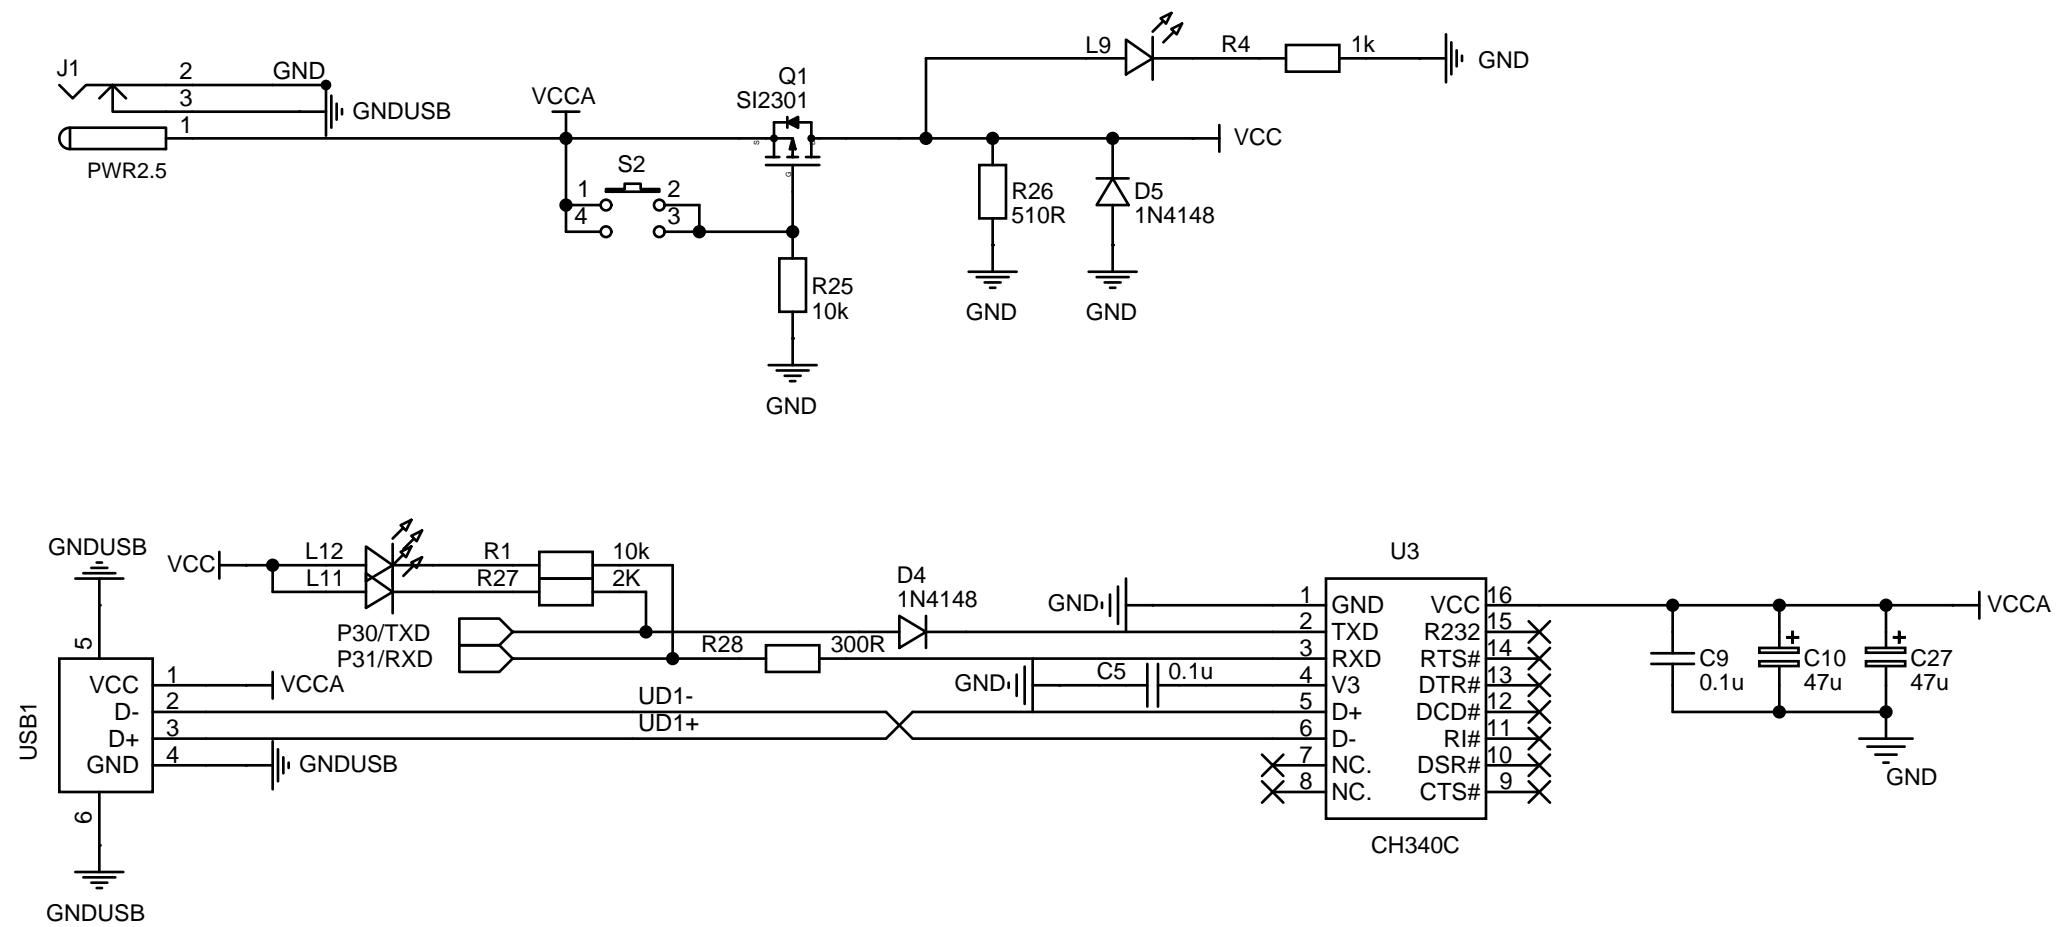 J1
2
GND
3
GNDUSB
1
PWR2.5
VCCA
S2
1
2
4
3
Q1
SI2301
S
D
G
R25
10k
GND
L9
R4
1k
GND
VCC
R26
510R
GND
D5
1N4148
GND
GNDUSB
5
USB1
VCC
D-
D+
GND
1
2
3
4
VCCA
GNDUSB
6
GNDUSB
VCC
L12
L11
R1
10k
R27
2K
P30/TXD
P31/RXD
R28
300R
D4
1N4148
UD1-
UD1+
GND
GND
C5
0.1u
U3
1
GND
VCC
16
2
TXD
R232
15
3
RXD
RTS#
14
4
V3
DTR#
13
5
D+
DCD#
12
6
D-
RI#
11
7
NC.
DSR#
10
8
NC.
CTS#
9
CH340C
VCCA
C9
0.1u
+
C10
47u
+
C27
47u
GND